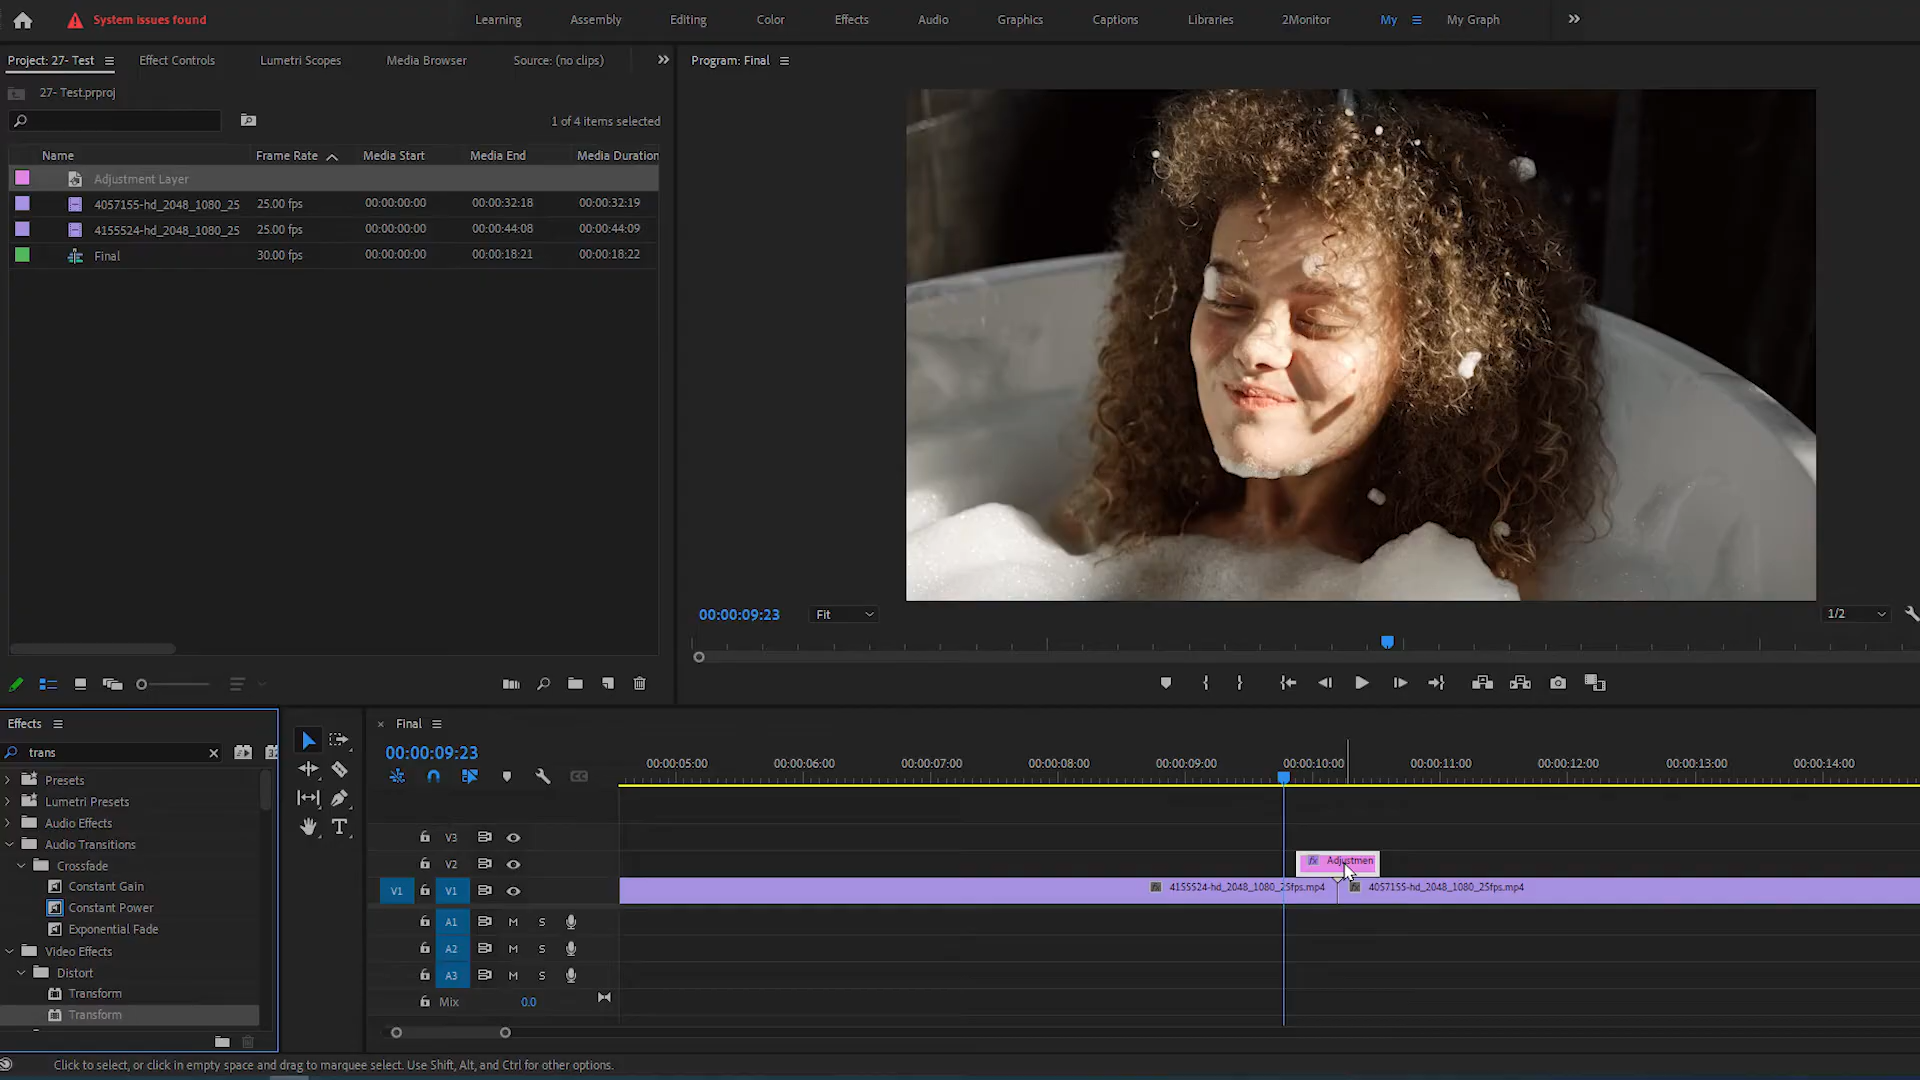 System issues found
Learning Assembly Editing Color Effects Audio Graphics Captions Libraries 2Monitor My My Graph
Project: 27- Test Effect Controls Lumetri Scopes Media Browser Source: (no clips)
Program: Final
27- Test.prproj
1 of 4 items selected
Name Frame Rate Media Start Media End Media Duration
Adjustment Layer
4057155-hd_2048_1080_25 25.00 fps 00:00:00:00 00:00:32:18 00:00:32:19
4155524-hd_2048_1080_25 25.00 fps 00:00:00:00 00:00:44:08 00:00:44:09
Final 30.00 fps 00:00:00:00 00:00:18:21 00:00:18:22
00:00:09:23 Fit 1/2
Effects
trans
Presets
Lumetri Presets
Audio Effects
Audio Transitions
Crossfade
Constant Gain
Constant Power
Exponential Fade
Video Effects
Distort
Transform
Transform
Final
00:00:09:23
00:00:05:00 00:00:06:00 00:00:07:00 00:00:08:00 00:00:09:00 00:00:10:00 00:00:11:00 00:00:12:00 00:00:13:00 00:00:14:00
V3
V2 fx Adjustmen
V1 V1 4155524-hd_2048_1080_25fps.mp4 4057155-hd_2048_1080_25fps.mp4
A1 M S
A2 M S
A3 M S
Mix 0.0
Click to select, or click in empty space and drag to marquee select. Use Shift, Alt, and Ctrl for other options.